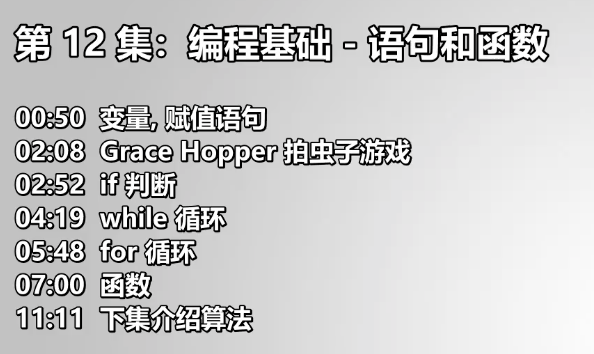 第 12 集：编程基础 - 语句和函数
00:50 变量, 赋值语句
02:08 Grace Hopper 拍虫子游戏
02:52 if 判断
04:19 while 循环
05:48 for 循环
07:00 函数
11:11 下集介绍算法